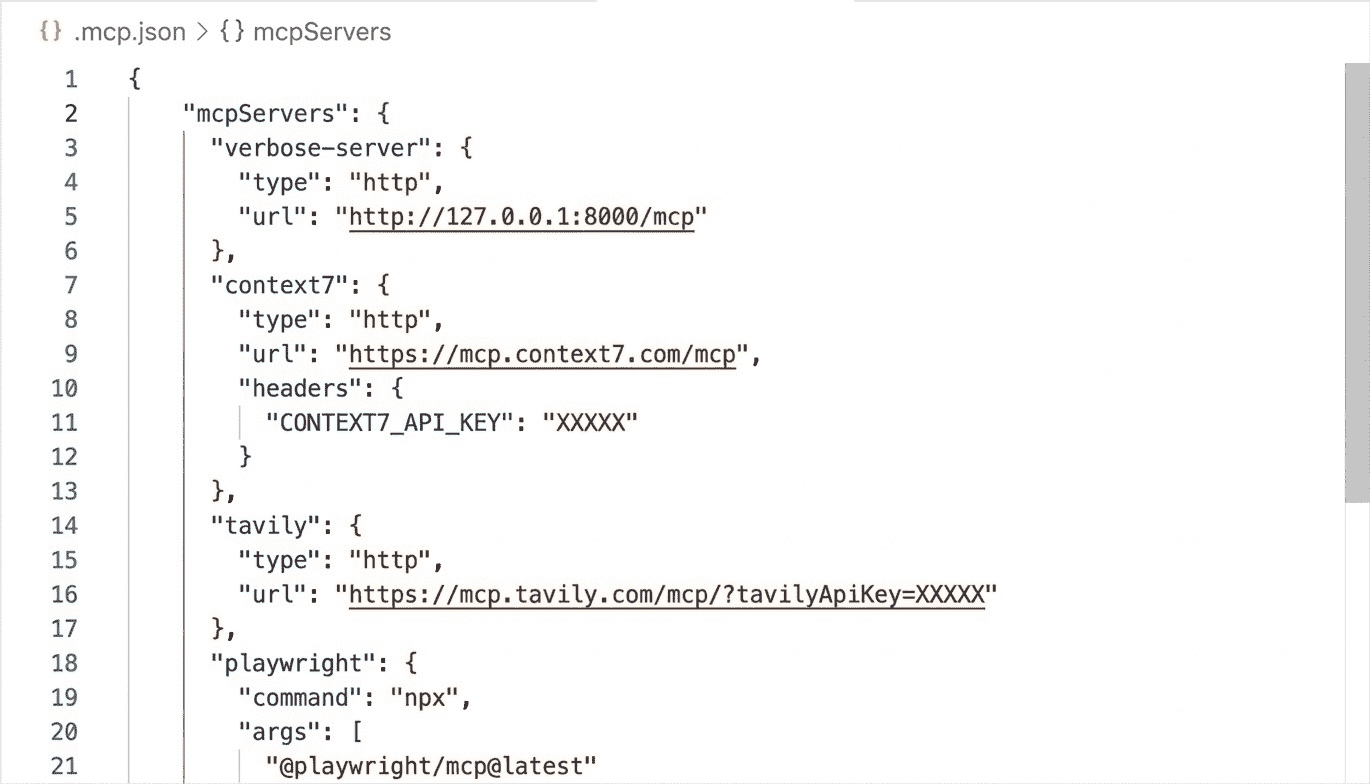 {} .mcp.json > {} mcpServers
1 {
2 "mcpServers": {
3 "verbose-server": {
4 "type": "http",
5 "url": "http://127.0.0.1:8000/mcp"
6 },
7 "context7": {
8 "type": "http",
9 "url": "https://mcp.context7.com/mcp",
10 "headers": {
11 "CONTEXT7_API_KEY": "XXXXX"
12 }
13 },
14 "tavily": {
15 "type": "http",
16 "url": "https://mcp.tavily.com/mcp/?tavilyApiKey=XXXXX"
17 },
18 "playwright": {
19 "command": "npx",
20 "args": [
21 "@playwright/mcp@latest"